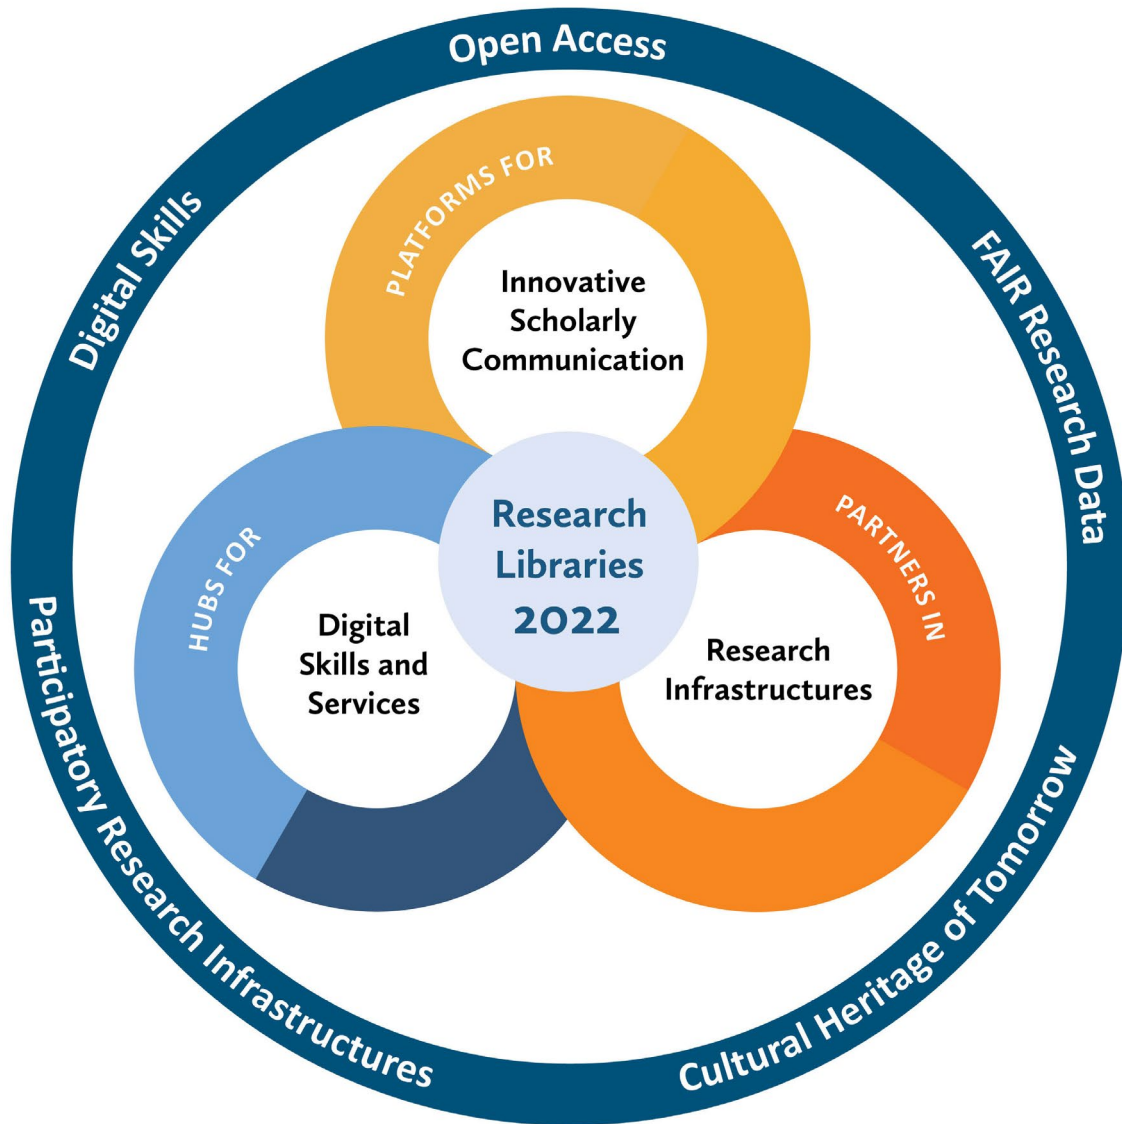 Open Access
FAIR Research Data
Cultural Heritage of Tomorrow
Participatory Research Infrastructures
Digital Skills
PLATFORMS FOR
Innovative
Scholarly
Communication
PARTNERS IN
Research
Infrastructures
HUBS FOR
Digital
Skills and
Services
Research
Libraries
2022